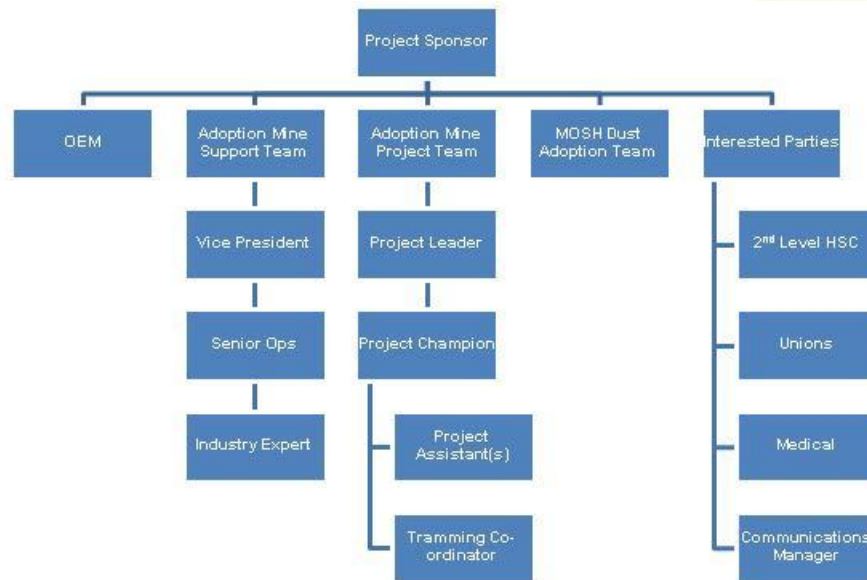 Project Sponsor
OEM
Adoption Mine
Support Team
Adoption Mine
Project Team
MOSH Dust
Adoption Team
Interested Parties
Vice President
Project Leader
2nd Level HSC
Senior Ops
Project Champion
Unions
Industry Expert
Project
Assistant(s)
Medical
Tramming Co-
ordinator
Communications
Manager